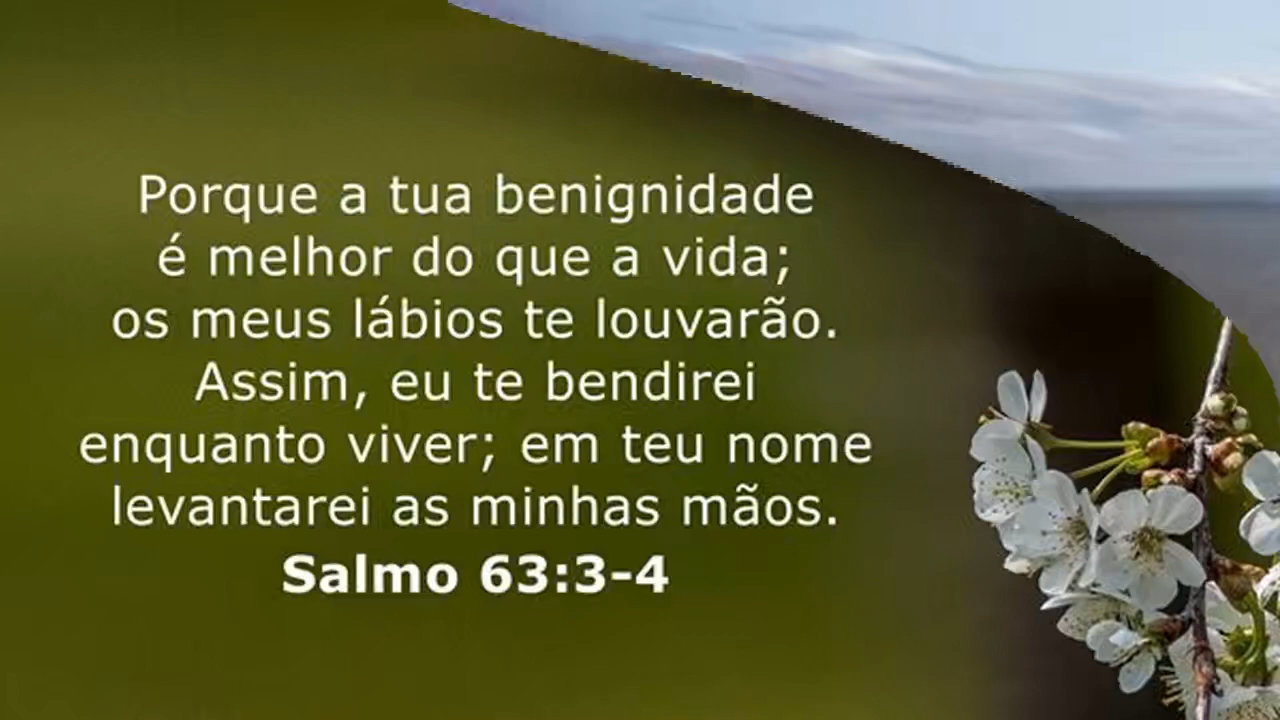 Porque a tua benignidade
é melhor do que a vida;
os meus lábios te louvarão.
Assim, eu te bendirei
enquanto viver; em teu nome
levantarei as minhas mãos.
Salmo 63:3-4